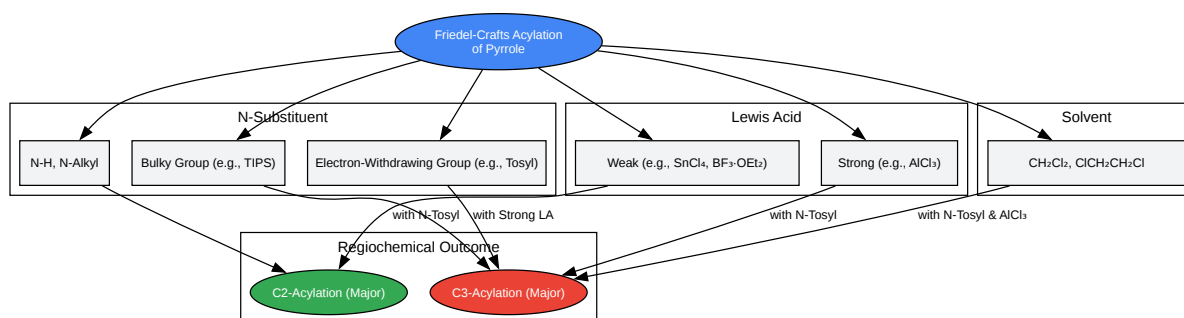 Friedel-Crafts Acylation
of Pyrrole
N-Substituent
Lewis Acid
Solvent
N-H, N-Alkyl
Bulky Group (e.g., TIPS)
Electron-Withdrawing Group (e.g., Tosyl)
Weak (e.g., SnCl₄, BF₃·OEt₂)
Strong (e.g., AlCl₃)
CH₂Cl₂, ClCH₂CH₂Cl
with N-Tosyl
with Strong LA
with N-Tosyl
with N-Tosyl & AlCl₃
Regiochemical Outcome
C2-Acylation (Major)
C3-Acylation (Major)